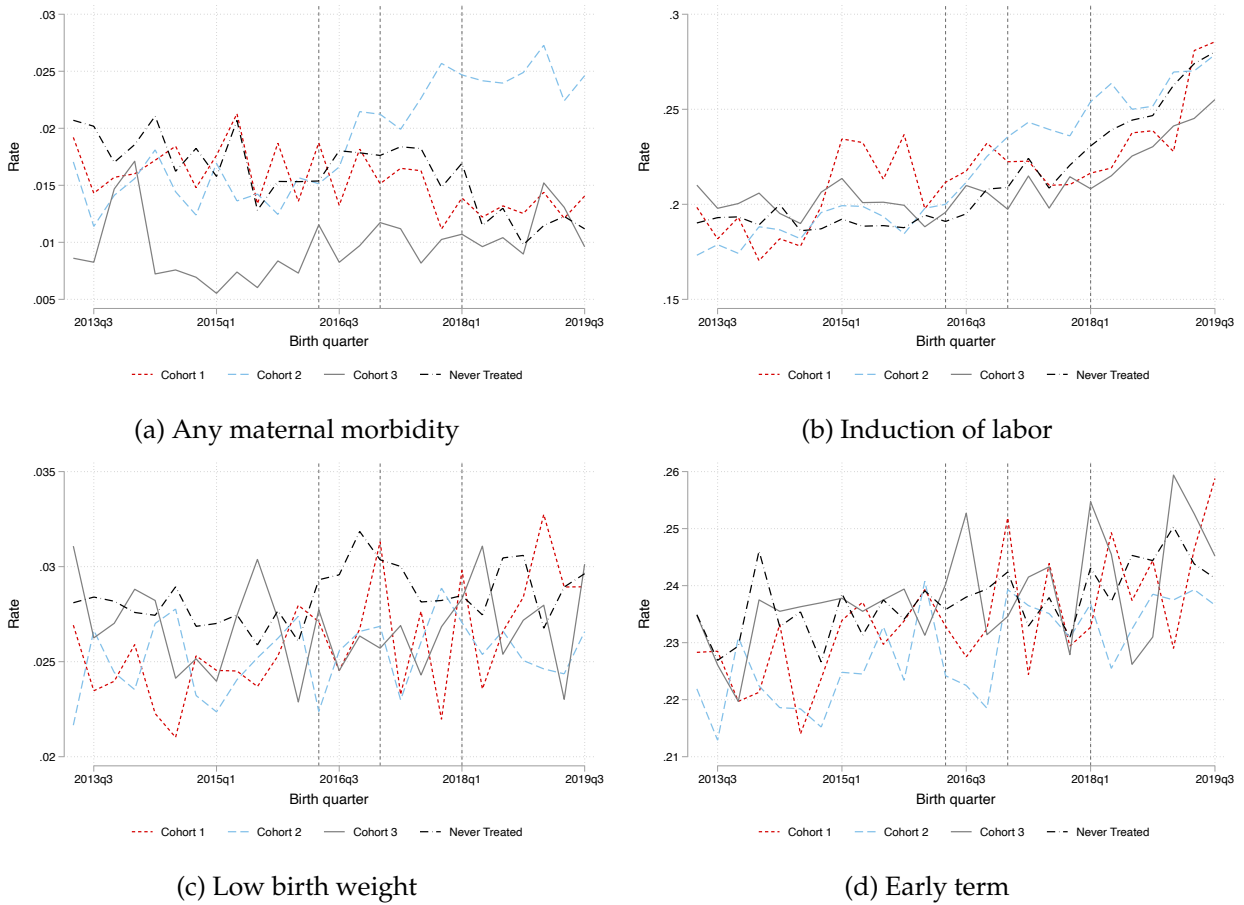 .03
.025
.02
.015
.01
.005
Rate
2013q3 2015q1 2016q3 2018q1 2019q3
Birth quarter
Cohort 1 Cohort 2 Cohort 3 Never Treated
(a) Any maternal morbidity
.3
.25
.2
.15
Rate
2013q3 2015q1 2016q3 2018q1 2019q3
Birth quarter
Cohort 1 Cohort 2 Cohort 3 Never Treated
(b) Induction of labor
.035
.03
.025
.02
Rate
2013q3 2015q1 2016q3 2018q1 2019q3
Birth quarter
Cohort 1 Cohort 2 Cohort 3 Never Treated
(c) Low birth weight
.26
.25
.24
.23
.22
.21
Rate
2013q3 2015q1 2016q3 2018q1 2019q3
Birth quarter
Cohort 1 Cohort 2 Cohort 3 Never Treated
(d) Early term